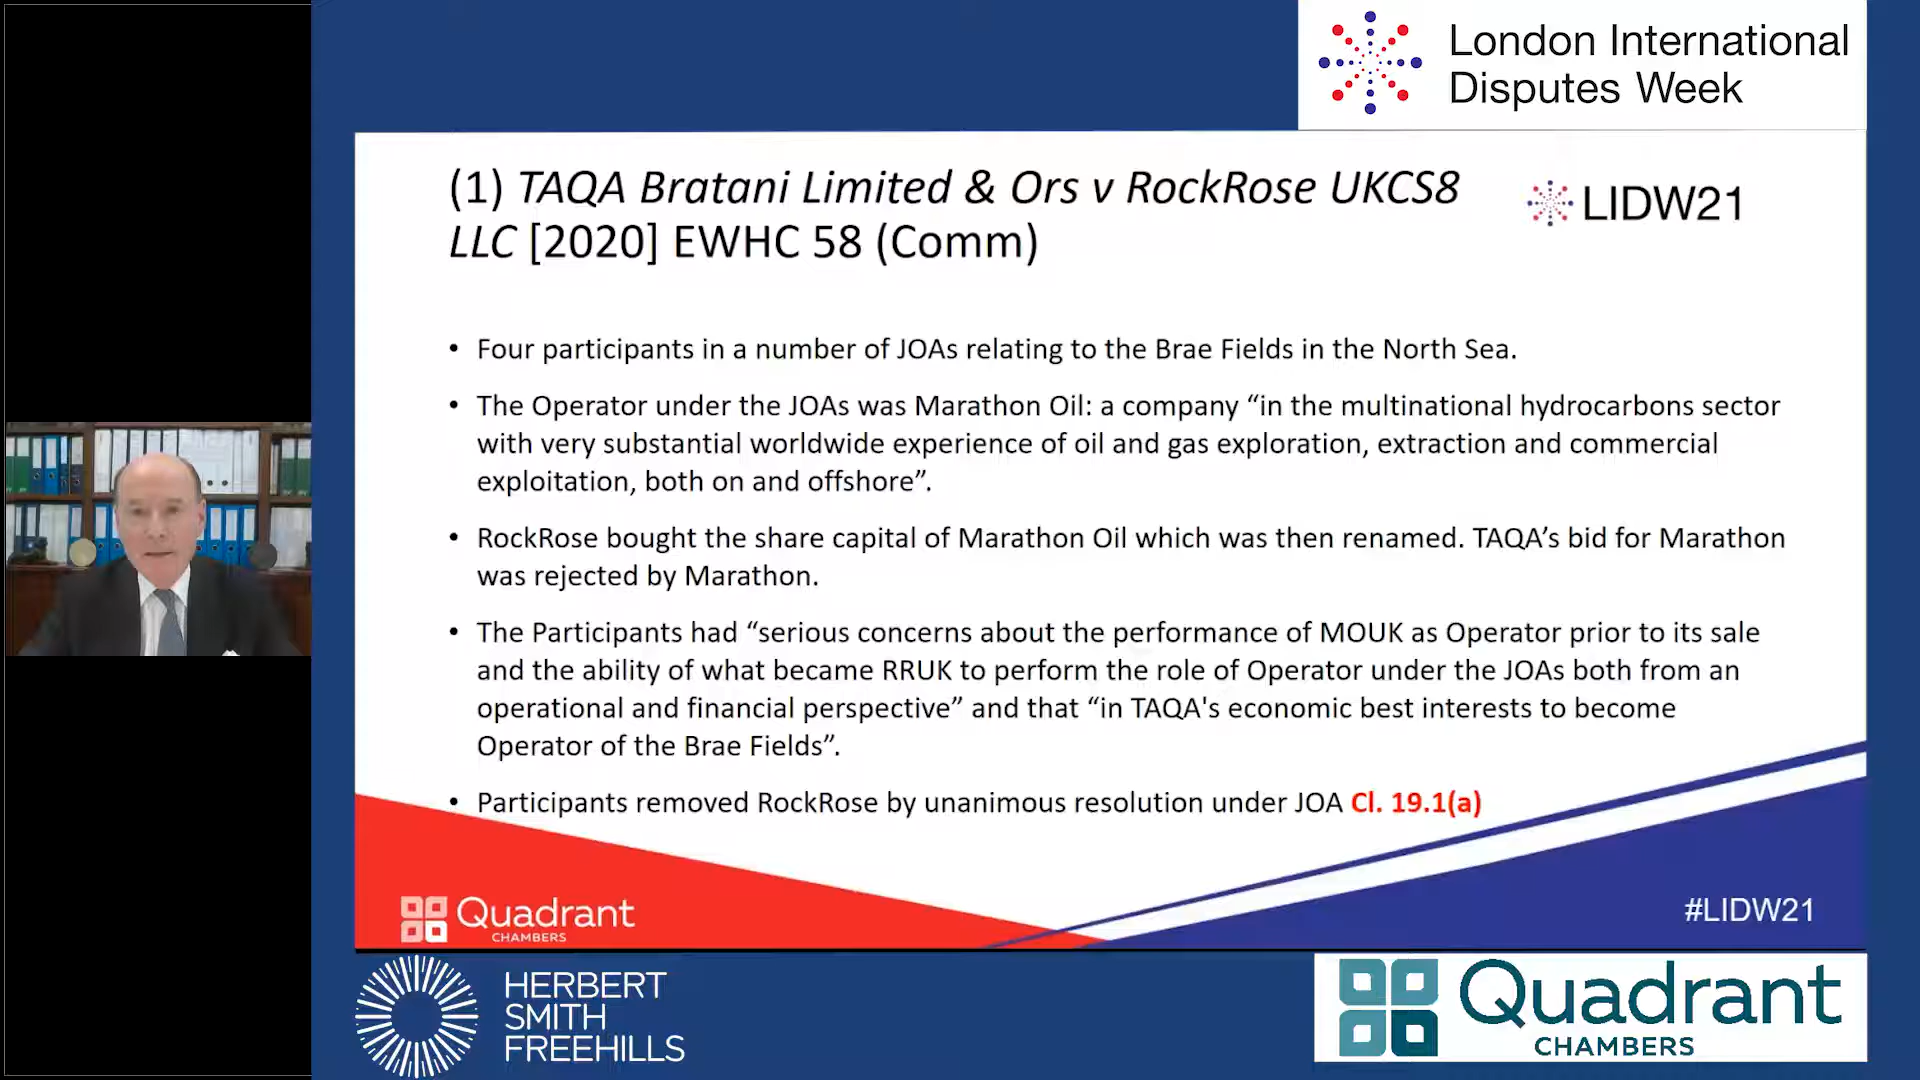 London International
Disputes Week
(1) TAQA Bratani Limited & Ors v RockRose UKCS8
LLC [2020] EWHC 58 (Comm)
LIDW21
• Four participants in a number of JOAs relating to the Brae Fields in the North Sea.
• The Operator under the JOAs was Marathon Oil: a company “in the multinational hydrocarbons sector
with very substantial worldwide experience of oil and gas exploration, extraction and commercial
exploitation, both on and offshore”.
• RockRose bought the share capital of Marathon Oil which was then renamed. TAQA’s bid for Marathon
was rejected by Marathon.
• The Participants had “serious concerns about the performance of MOUK as Operator prior to its sale
and the ability of what became RRUK to perform the role of Operator under the JOAs both from an
operational and financial perspective” and that “in TAQA's economic best interests to become
Operator of the Brae Fields”.
• Participants removed RockRose by unanimous resolution under JOA Cl. 19.1(a)
Quadrant
CHAMBERS
#LIDW21
HERBERT
SMITH
FREEHILLS
Quadrant
CHAMBERS